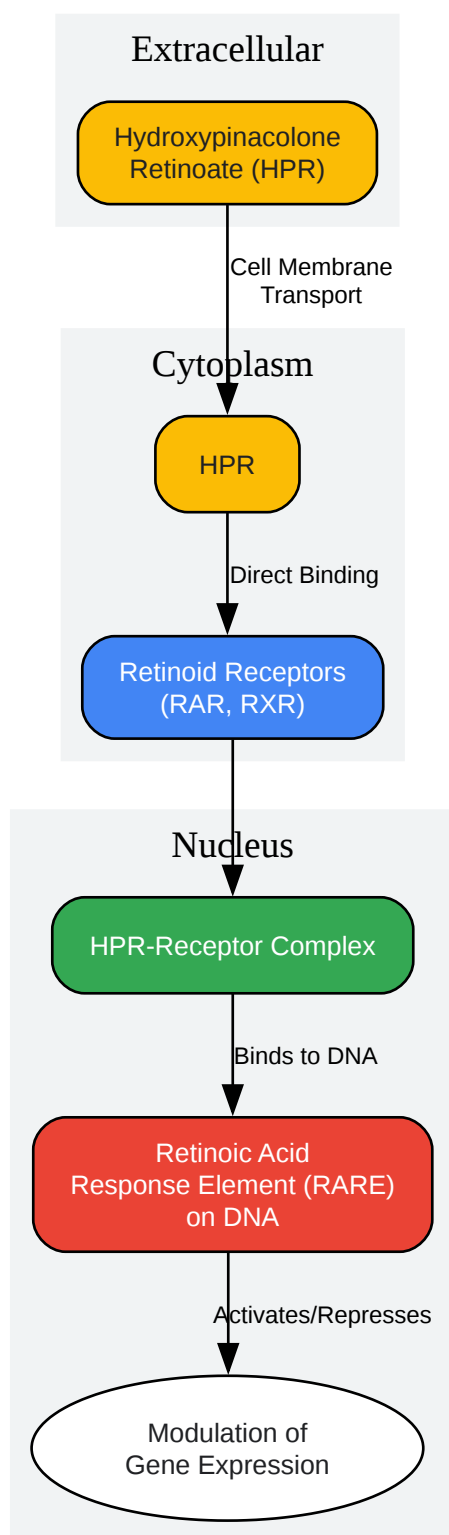 Extracellular
Hydroxypinacolone
Retinoate (HPR)
Cell Membrane
Transport
Cytoplasm
HPR
Direct Binding
Retinoid Receptors
(RAR, RXR)
Nucleus
HPR-Receptor Complex
Binds to DNA
Retinoic Acid
Response Element (RARE)
on DNA
Activates/Represses
Modulation of
Gene Expression